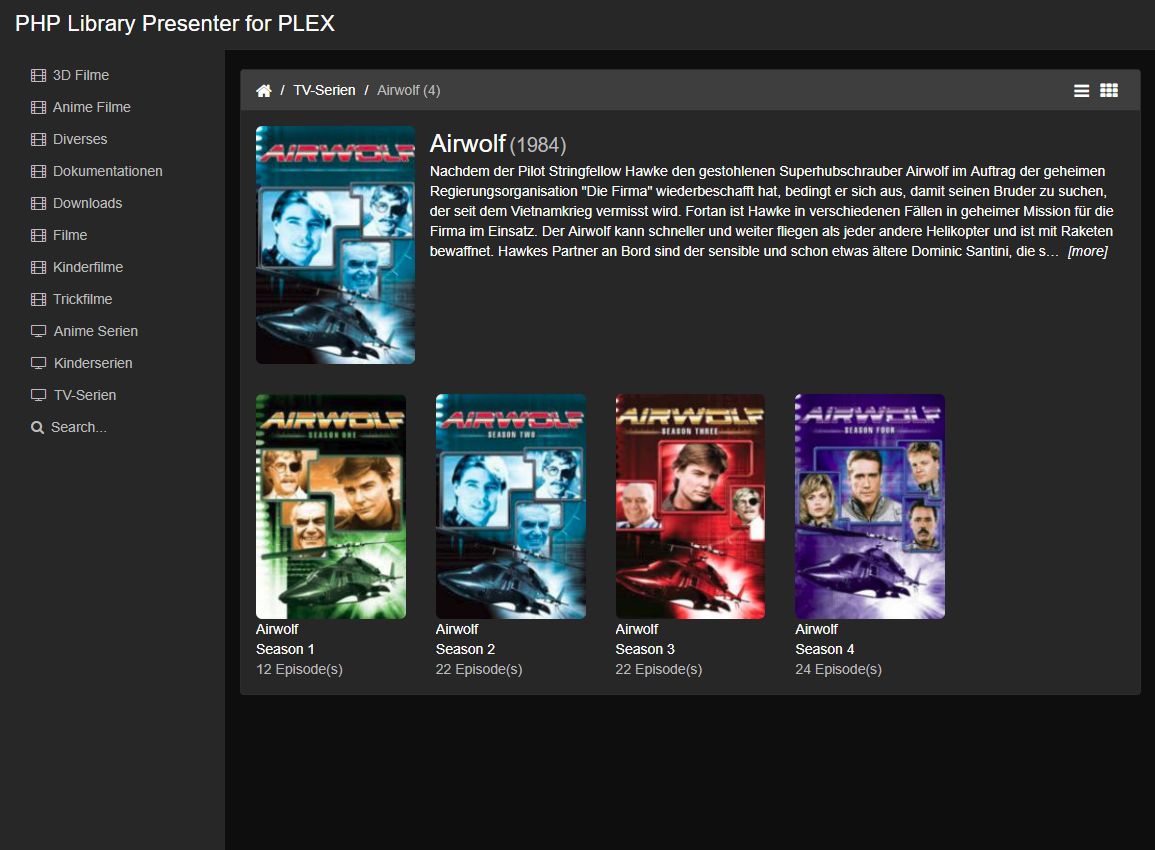 PHP Library Presenter for PLEX
3D Filme
Anime Filme
Diverses
Dokumentationen
Downloads
Filme
Kinderfilme
Trickfilme
Anime Serien
Kinderserien
TV-Serien
Search...
/ TV-Serien / Airwolf (4)
AIRWOLF
Airwolf (1984)
Nachdem der Pilot Stringfellow Hawke den gestohlenen Superhubschrauber Airwolf im Auftrag der geheimen
Regierungsorganisation "Die Firma" wiederbeschafft hat, bedingt er sich aus, damit seinen Bruder zu suchen,
der seit dem Vietnamkrieg vermisst wird. Fortan ist Hawke in verschiedenen Fällen in geheimer Mission für die
Firma im Einsatz. Der Airwolf kann schneller und weiter fliegen als jeder andere Helikopter und ist mit Raketen
bewaffnet. Hawkes Partner an Bord sind der sensible und schon etwas ältere Dominic Santini, die s... [more]
AIRWOLF
SEASON ONE
Airwolf
Season 1
12 Episode(s)
AIRWOLF
SEASON TWO
Airwolf
Season 2
22 Episode(s)
AIRWOLF
SEASON THREE
Airwolf
Season 3
22 Episode(s)
AIRWOLF
SEASON FOUR
Airwolf
Season 4
24 Episode(s)